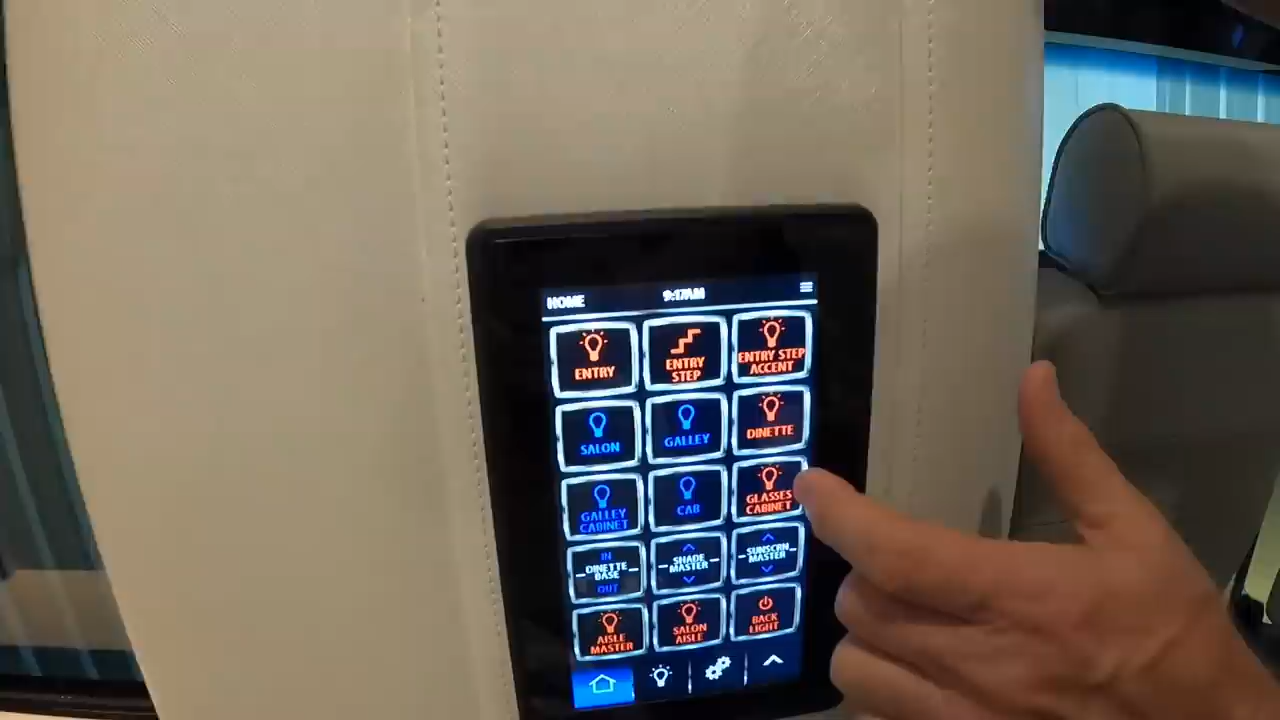 HOME 9:17AM
ENTRY
ENTRY
STEP
ENTRY STEP
ACCENT
SALON
GALLEY
DINETTE
GALLEY
CABINET
CAB
GLASSES
CABINET
IN
DINETTE
BASE
OUT
SHADE
MASTER
SUNSCRN
MASTER
AISLE
MASTER
SALON
AISLE
BACK
LIGHT